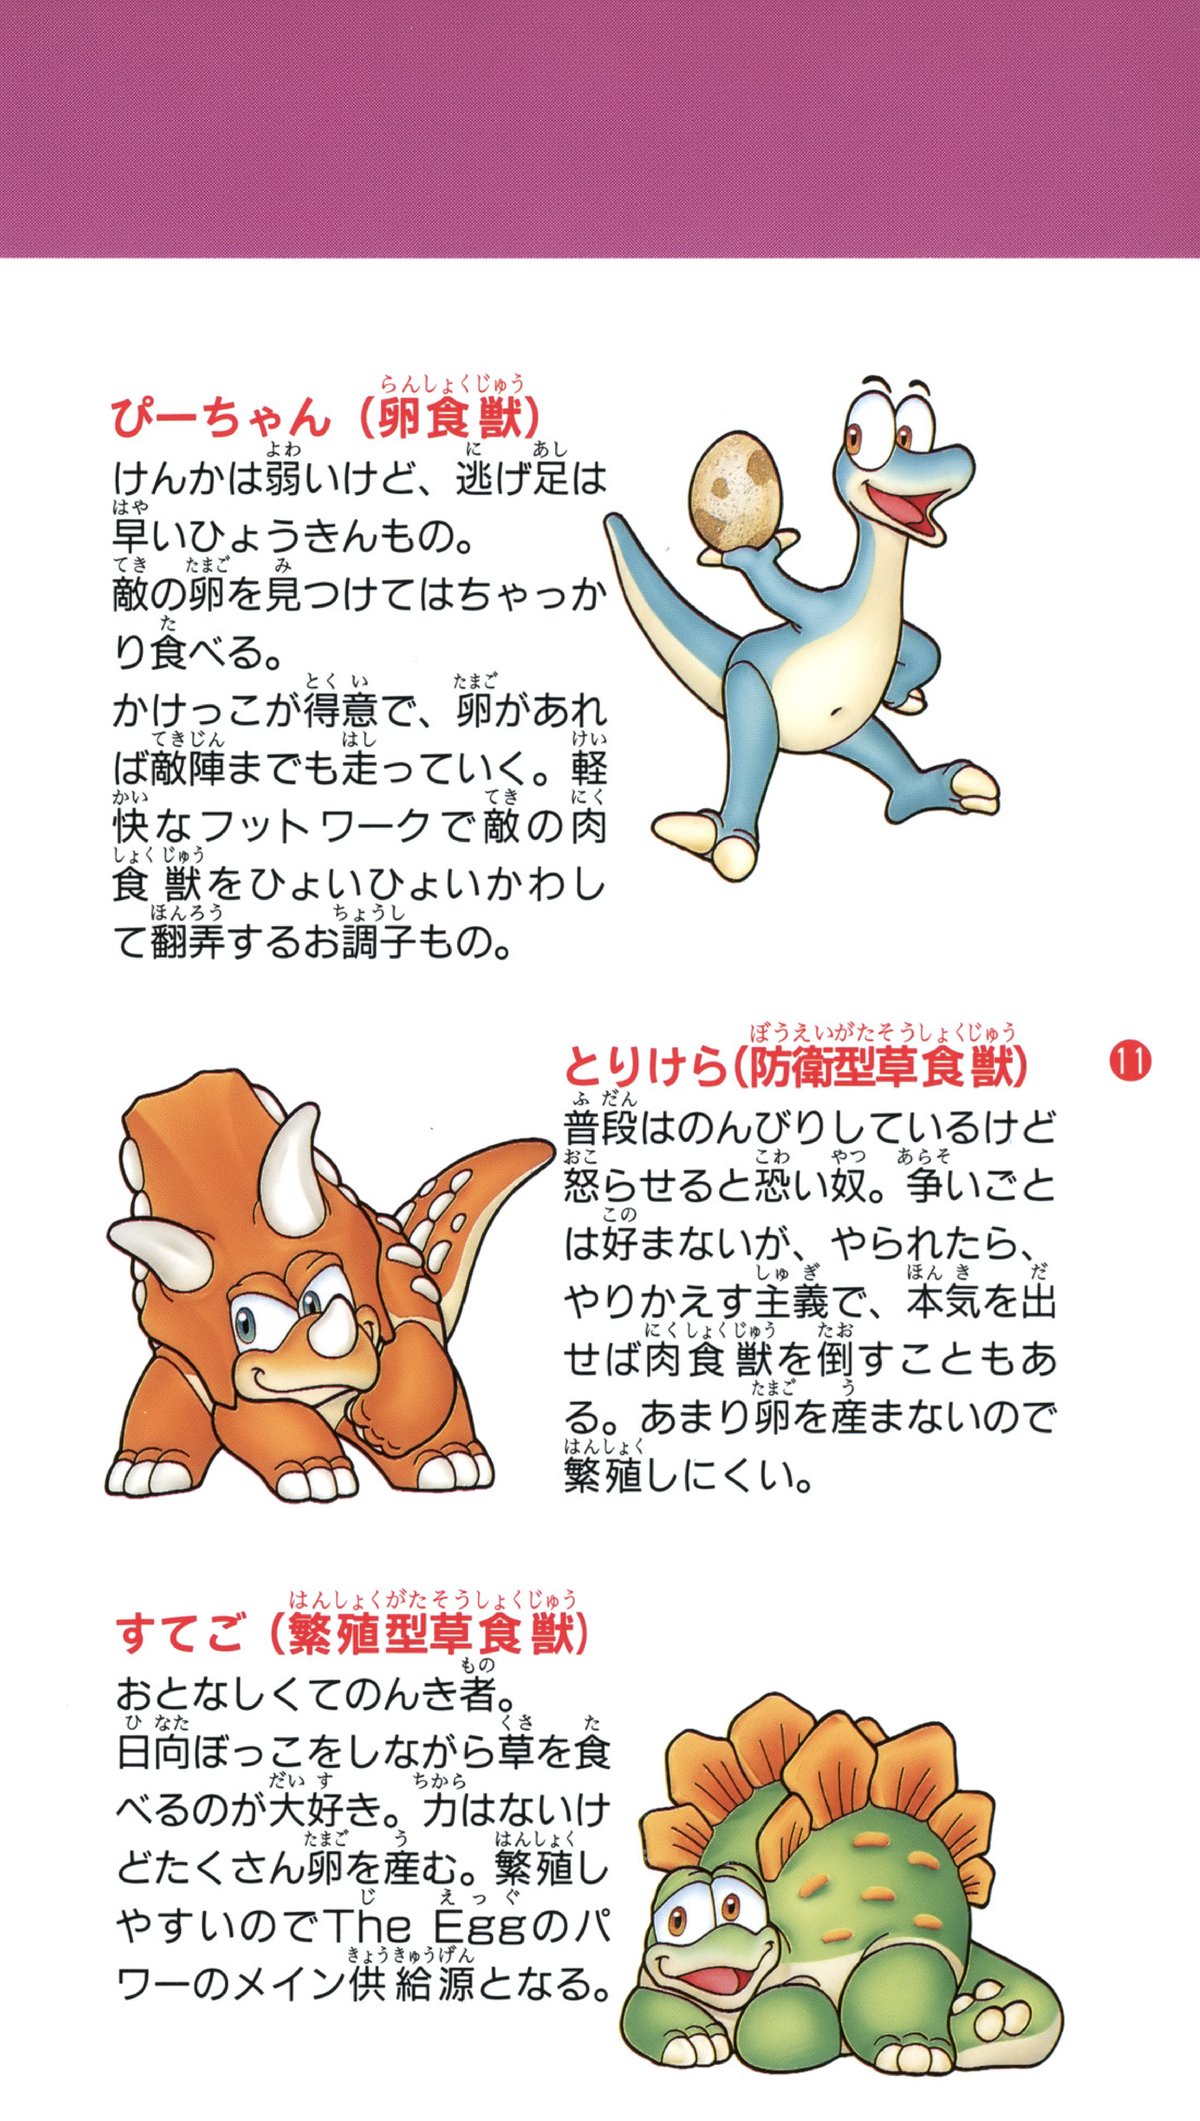 ぴーちゃん（卵食獣）
けんかは弱いけど、逃げ足は
早いひょうきんもの。
敵の卵を見つけてはちゃっか
り食べる。
かけっこが得意で、卵があれ
ば敵陣までも走っていく。軽
快なフットワークで敵の肉
食獣をひょいひょいかわし
て翻弄するお調子もの。
とりけら（防衛型草食獣）
普段はのんびりしているけど
怒らせると恐い奴。争いごと
は好まないが、やられたら、
やりかえす主義で、本気を出
せば肉食獣を倒すこともあ
る。あまり卵を産まないので
繁殖しにくい。
11
すてご（繁殖型草食獣）
おとなしくてのんき者。
日向ぼっこをしながら草を食
べるのが大好き。力はないけ
どたくさん卵を産む。繁殖し
やすいのでThe Eggのパ
ワーのメイン供給源となる。